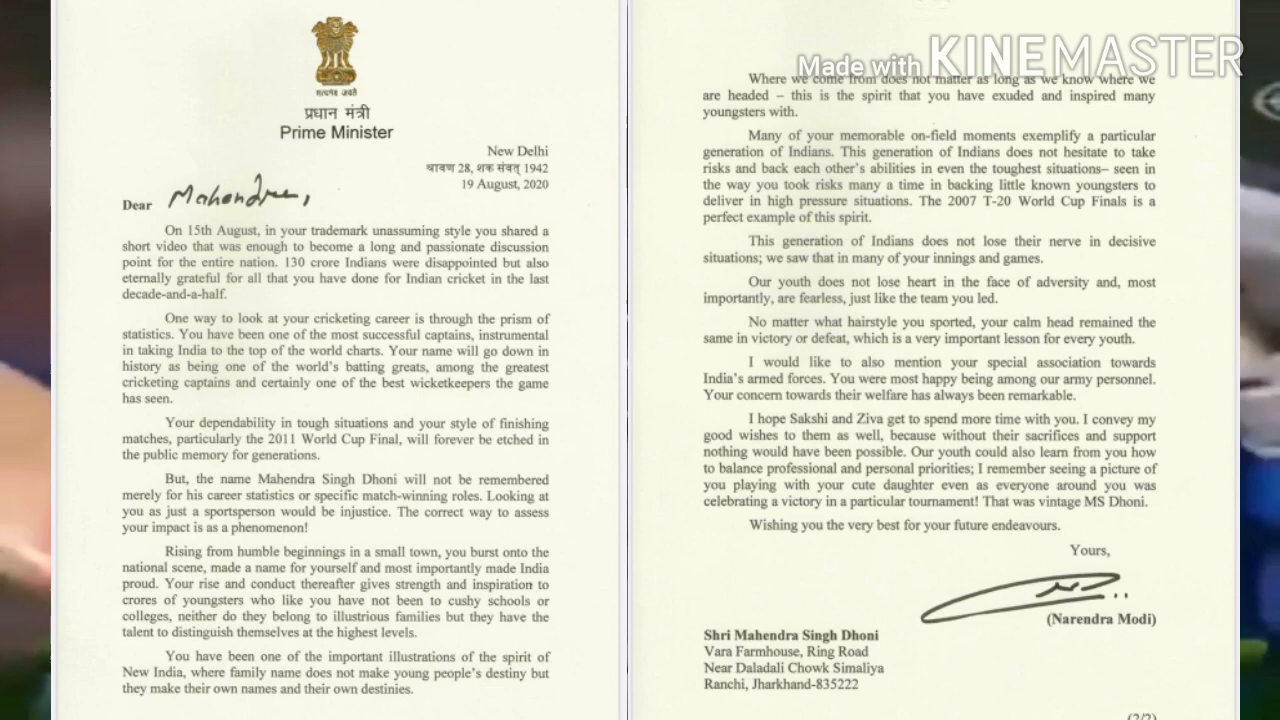 सत्यमेव जयते
प्रधान मंत्री
Prime Minister
New Delhi
श्रावण 28, शक संवत् 1942
19 August, 2020
Dear Mahendra,
On 15th August, in your trademark unassuming style you shared a
short video that was enough to become a long and passionate discussion
point for the entire nation. 130 crore Indians were disappointed but also
eternally grateful for all that you have done for Indian cricket in the last
decade-and-a-half.
One way to look at your cricketing career is through the prism of
statistics. You have been one of the most successful captains, instrumental
in taking India to the top of the world charts. Your name will go down in
history as being one of the world's batting greats, among the greatest
cricketing captains and certainly one of the best wicketkeepers the game
has seen.
Your dependability in tough situations and your style of finishing
matches, particularly the 2011 World Cup Final, will forever be etched in
the public memory for generations.
But, the name Mahendra Singh Dhoni will not be remembered
merely for his career statistics or specific match-winning roles. Looking at
you as just a sportsperson would be injustice. The correct way to assess
your impact is as a phenomenon!
Rising from humble beginnings in a small town, you burst onto the
national scene, made a name for yourself and most importantly made India
proud. Your rise and conduct thereafter gives strength and inspiration to
crores of youngsters who like you have not been to cushy schools or
colleges, neither do they belong to illustrious families but they have the
talent to distinguish themselves at the highest levels.
You have been one of the important illustrations of the spirit of
New India, where family name does not make young people's destiny but
they make their own names and their own destinies.
Made with KINEMASTER
Where we come from does not matter as long as we know where we
are headed – this is the spirit that you have exuded and inspired many
youngsters with.
Many of your memorable on-field moments exemplify a particular
generation of Indians. This generation of Indians does not hesitate to take
risks and back each other's abilities in even the toughest situations– seen in
the way you took risks many a time in backing little known youngsters to
deliver in high pressure situations. The 2007 T-20 World Cup Finals is a
perfect example of this spirit.
This generation of Indians does not lose their nerve in decisive
situations; we saw that in many of your innings and games.
Our youth does not lose heart in the face of adversity and, most
importantly, are fearless, just like the team you led.
No matter what hairstyle you sported, your calm head remained the
same in victory or defeat, which is a very important lesson for every youth.
I would like to also mention your special association towards
India's armed forces. You were most happy being among our army personnel.
Your concern towards their welfare has always been remarkable.
I hope Sakshi and Ziva get to spend more time with you. I convey my
good wishes to them as well, because without their sacrifices and support
nothing would have been possible. Our youth could also learn from you how
to balance professional and personal priorities; I remember seeing a picture of
you playing with your cute daughter even as everyone around you was
celebrating a victory in a particular tournament! That was vintage MS Dhoni.
Wishing you the very best for your future endeavours.
Yours,
(Narendra Modi)
Shri Mahendra Singh Dhoni
Vara Farmhouse, Ring Road
Near Daladali Chowk Simaliya
Ranchi, Jharkhand-835222
(2/2)